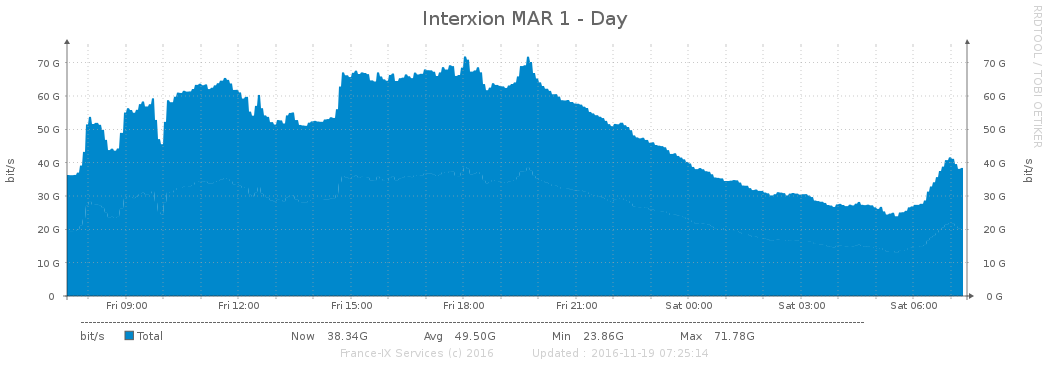 Interxion MAR 1 - Day
RRDTOOL / TOBI OETIKER
bit/s
bit/s
70 G 70 G
60 G 60 G
50 G 50 G
40 G 40 G
30 G 30 G
20 G 20 G
10 G 10 G
0 0 G
Fri 09:00 Fri 12:00 Fri 15:00 Fri 18:00 Fri 21:00 Sat 00:00 Sat 03:00 Sat 06:00
bit/s Total Now 38.34G Avg 49.50G Min 23.86G Max 71.78G
France-IX Services (c) 2016 Updated : 2016-11-19 07:25:14